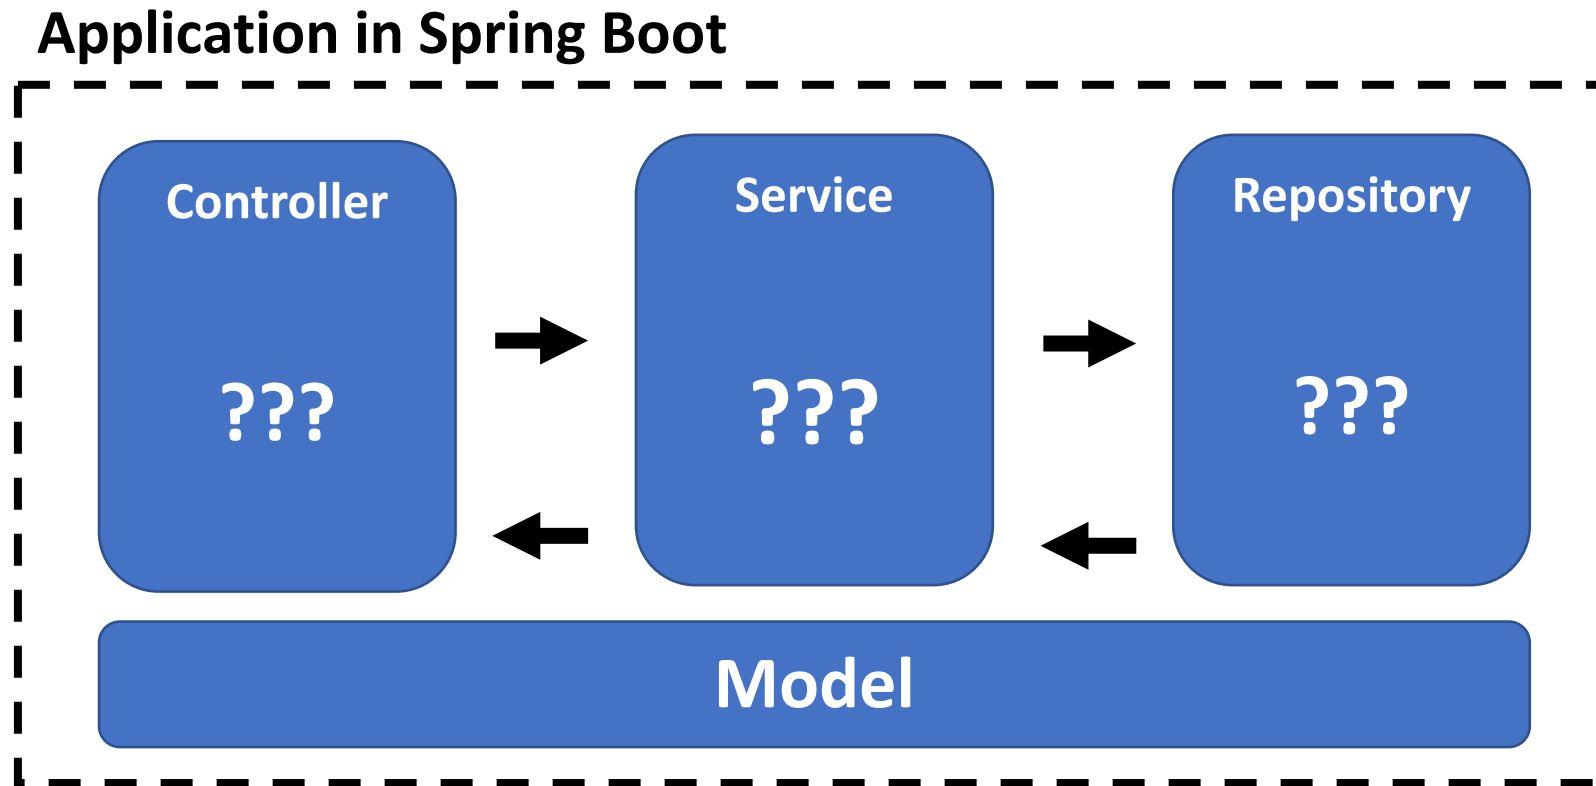 Application in Spring Boot
Controller
Service
Repository
???
???
???
Model